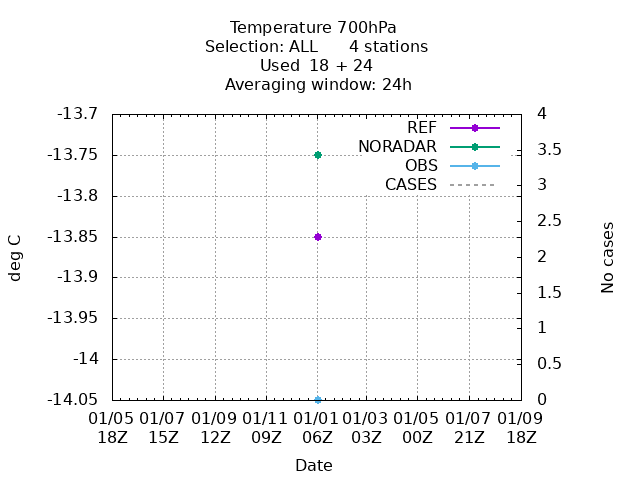 Temperature 700hPa
Selection: ALL 4 stations
Used 18 + 24
Averaging window: 24h
REF
NORADAR
OBS
CASES
-13.7
-13.75
-13.8
-13.85
-13.9
-13.95
-14
-14.05
4
3.5
3
2.5
2
1.5
1
0.5
0
deg C
No cases
01/05 01/07 01/09 01/11 01/01 01/03 01/05 01/07 01/09
18Z 15Z 12Z 09Z 06Z 03Z 00Z 21Z 18Z
Date